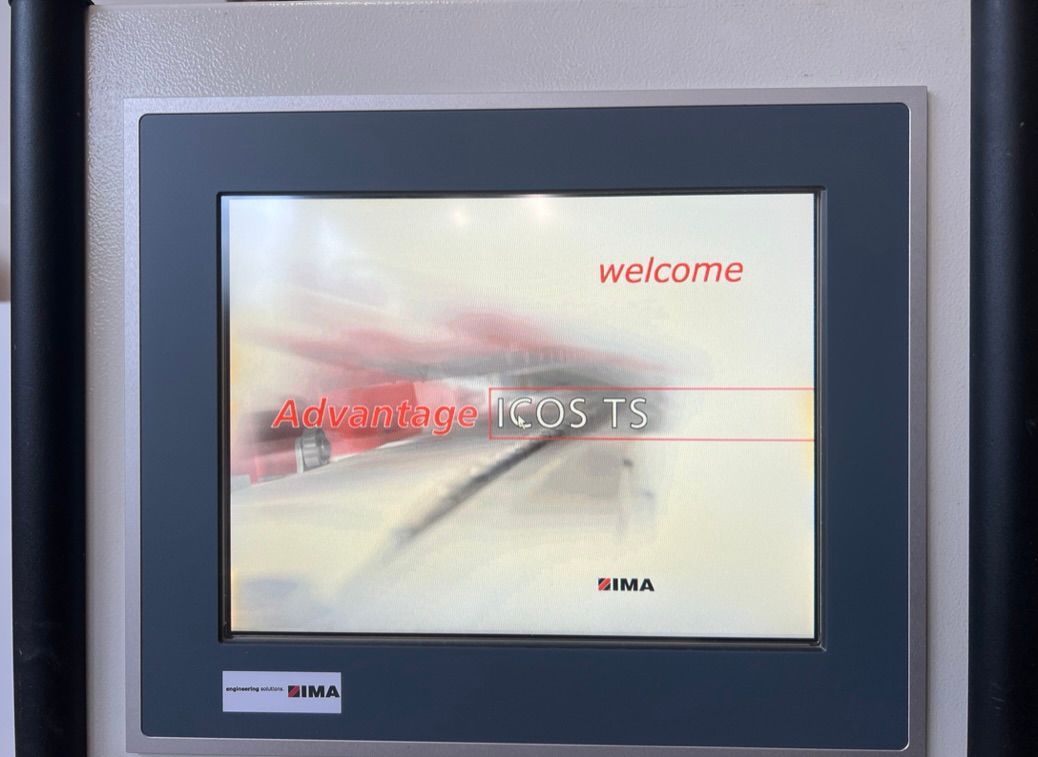 welcome
Advantage ICOS TS
IMA
engineering solutions. IMA